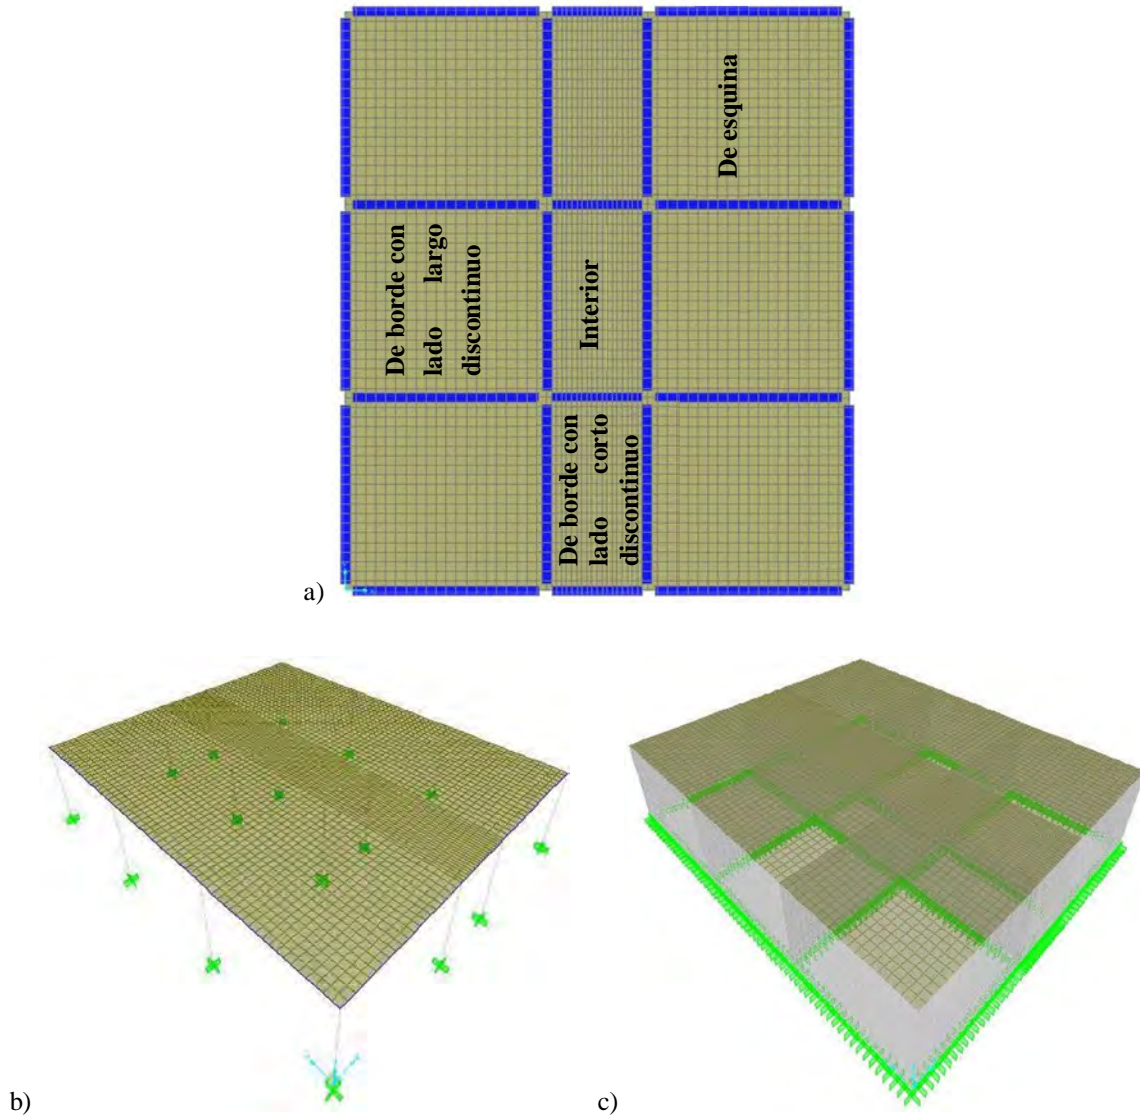 De esquina
De borde con
lado largo
discontinuo
Interior
De borde con
lado corto
discontinuo
a)
b)
c)